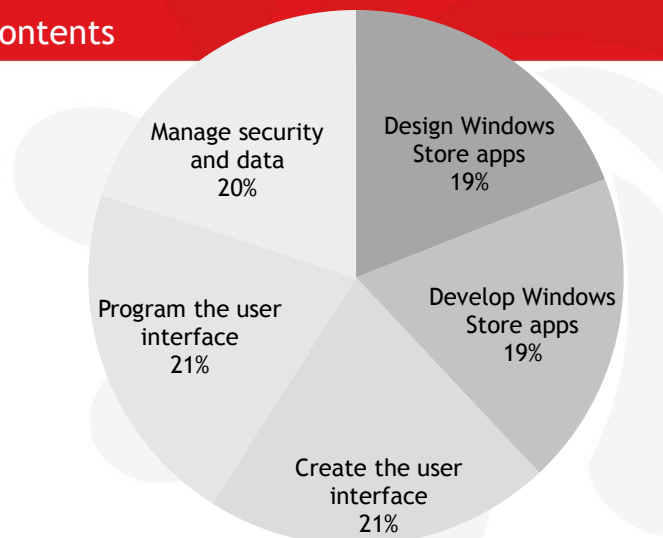 ontents
Manage security
and data
20%
Design Windows
Store apps
19%
Program the user
interface
21%
Develop Windows
Store apps
19%
Create the user
interface
21%